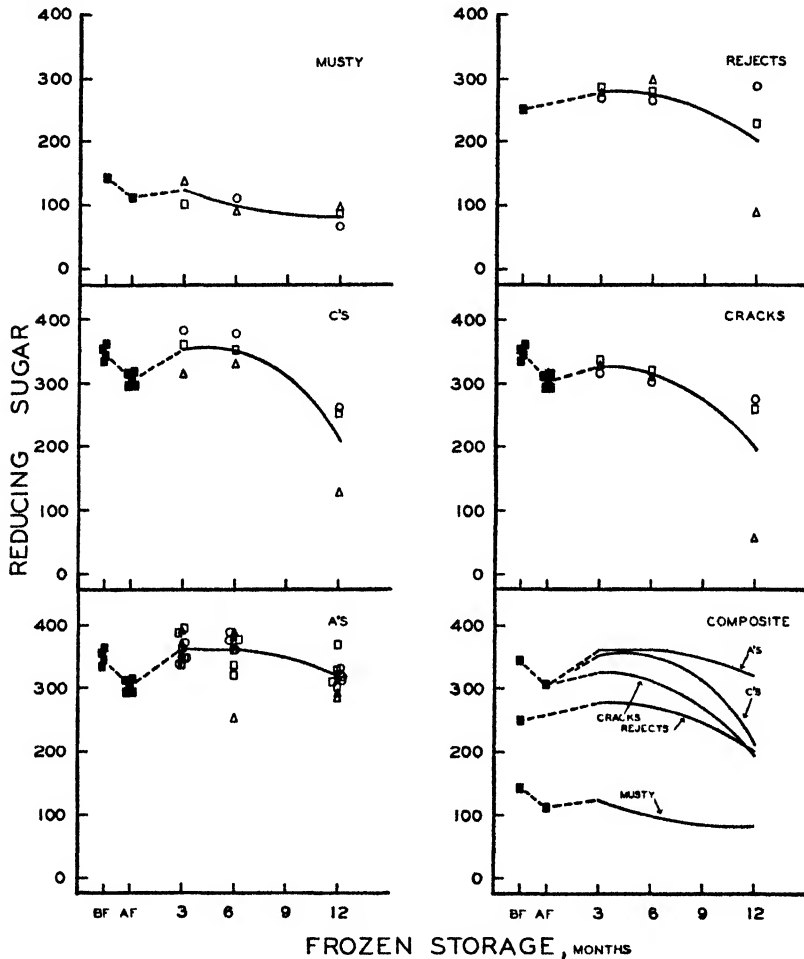 400
300
200
100
0
MUSTY
REJECTS
400
300
200
100
0
400
300
200
100
0
C'S
CRACKS
400
300
200
100
0
REDUCING SUGAR
400
300
200
100
0
A'S
COMPOSITE
A'S
C'S
CRACKS
REJECTS
MUSTY
400
300
200
100
0
BF AF 3 6 9 12
BF AF 3 6 9 12
FROZEN STORAGE, MONTHS